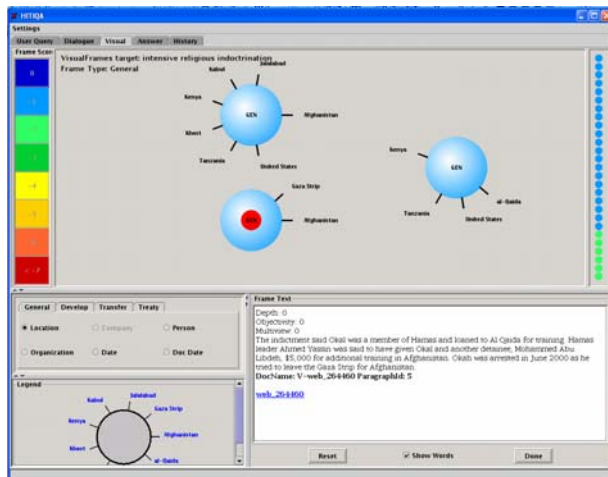 HITIQA
Settings
User Query Dialogue Visual Answer History
Frame Scor
VisualFrames target: intensive religious indoctrination
Frame Type: General
0
Kabul
Jalalabad
Kenya
GEN
Afghanistan
Khost
Tanzania
United States
Kenya
GEN
al-Qaida
Tanzania
United States
Gaza Strip
Afghanistan
< -7
General Develop Transfer Treaty
Location Company Person
Organization Date Doc Date
Legend
Kabul
Jalalabad
Gaza Strip
Kenya
Afghanistan
Khost
al-Qaida
Frame Text
Depth: 0
Objectivity: 0
Multiview: 0
The indictment said Okal was a member of Hamas and loaned to Al-Qaida for training. Hamas
leader Ahmed Yassin was said to have given Okal and another detainee, Mohammed Abu
Libdeh, $5,000 for additional training in Afghanistan. Okah was arrested in June 2000 as he
tried to leave the Gaza Strip for Afghanistan.
DocName: V-web_264460 ParagraphId: 5
web_264460
Reset Show Words Done